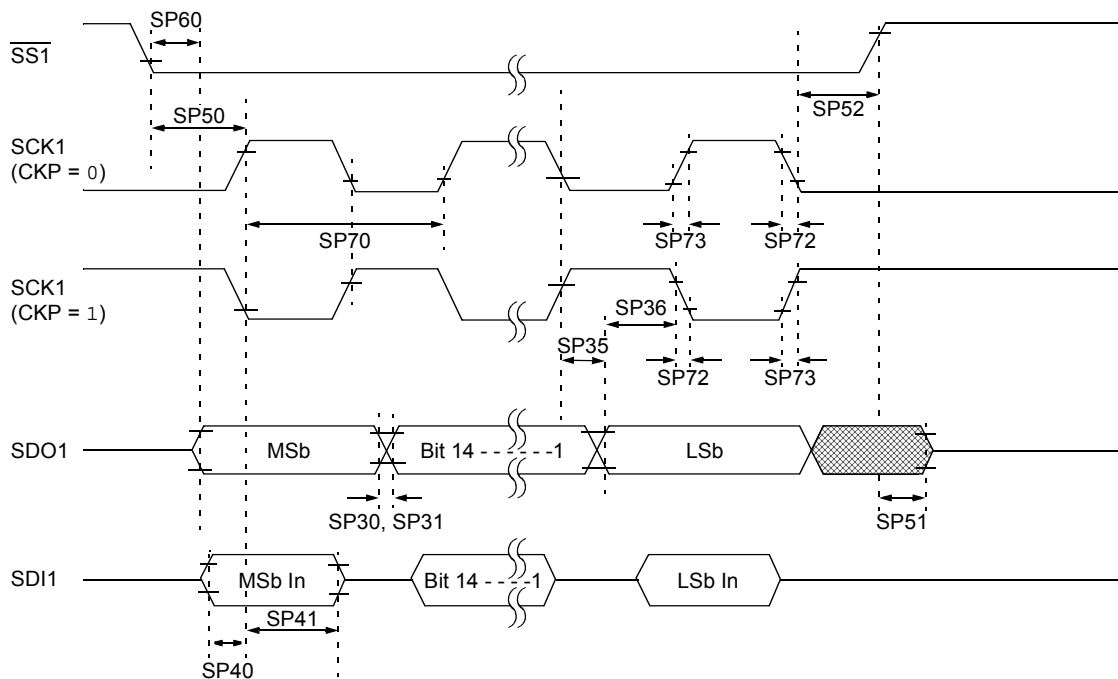 SP60
SS1
SP50
SP52
SCK1
(CKP = 0)
SP70
SP73
SP72
SCK1
(CKP = 1)
SP36
SP35
SP72
SP73
SDO1
MSb
Bit 14 - - - - - -1
LSb
SP30, SP31
SP51
SDI1
MSb In
Bit 14 - - - -1
LSb In
SP41
SP40